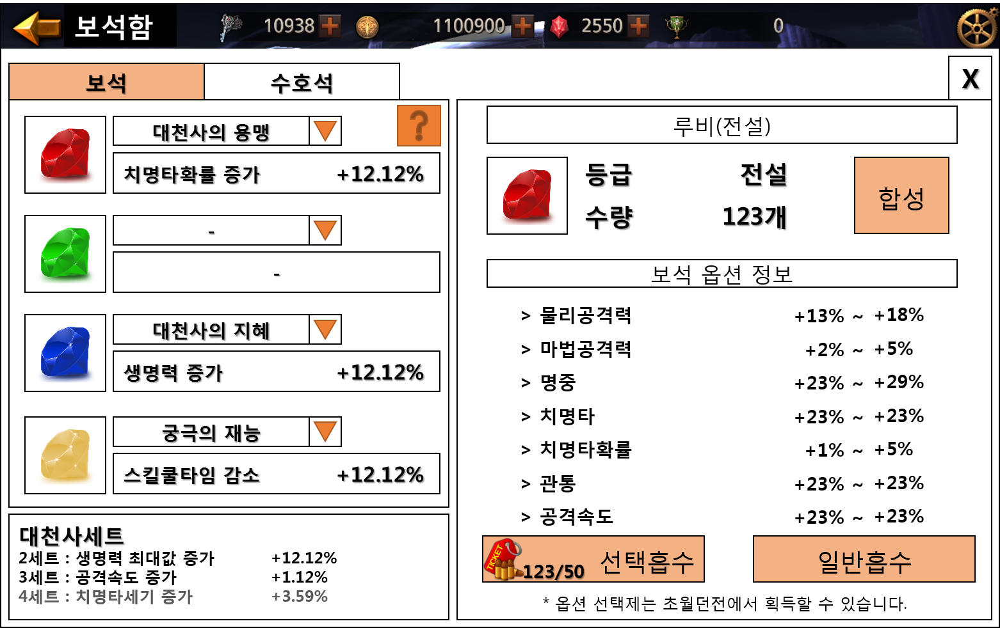 보석함 10938 1100900 2550 0
보석 수호석 X
대천사의 용맹 ?
치명타확률 증가 +12.12%
-
-
대천사의 지혜
생명력 증가 +12.12%
궁극의 재능
스킬쿨타임 감소 +12.12%
대천사세트
2세트 : 생명력 최대값 증가 +12.12%
3세트 : 공격속도 증가 +1.12%
4세트 : 치명타세기 증가 +3.59%
루비(전설)
등급 전설
수량 123개
합성
보석 옵션 정보
> 물리공격력 +13% ~ +18%
> 마법공격력 +2% ~ +5%
> 명중 +23% ~ +29%
> 치명타 +23% ~ +23%
> 치명타확률 +1% ~ +5%
> 관통 +23% ~ +23%
> 공격속도 +23% ~ +23%
TICKET 123/50 선택흡수 일반흡수
* 옵션 선택제는 초월던전에서 획득할 수 있습니다.